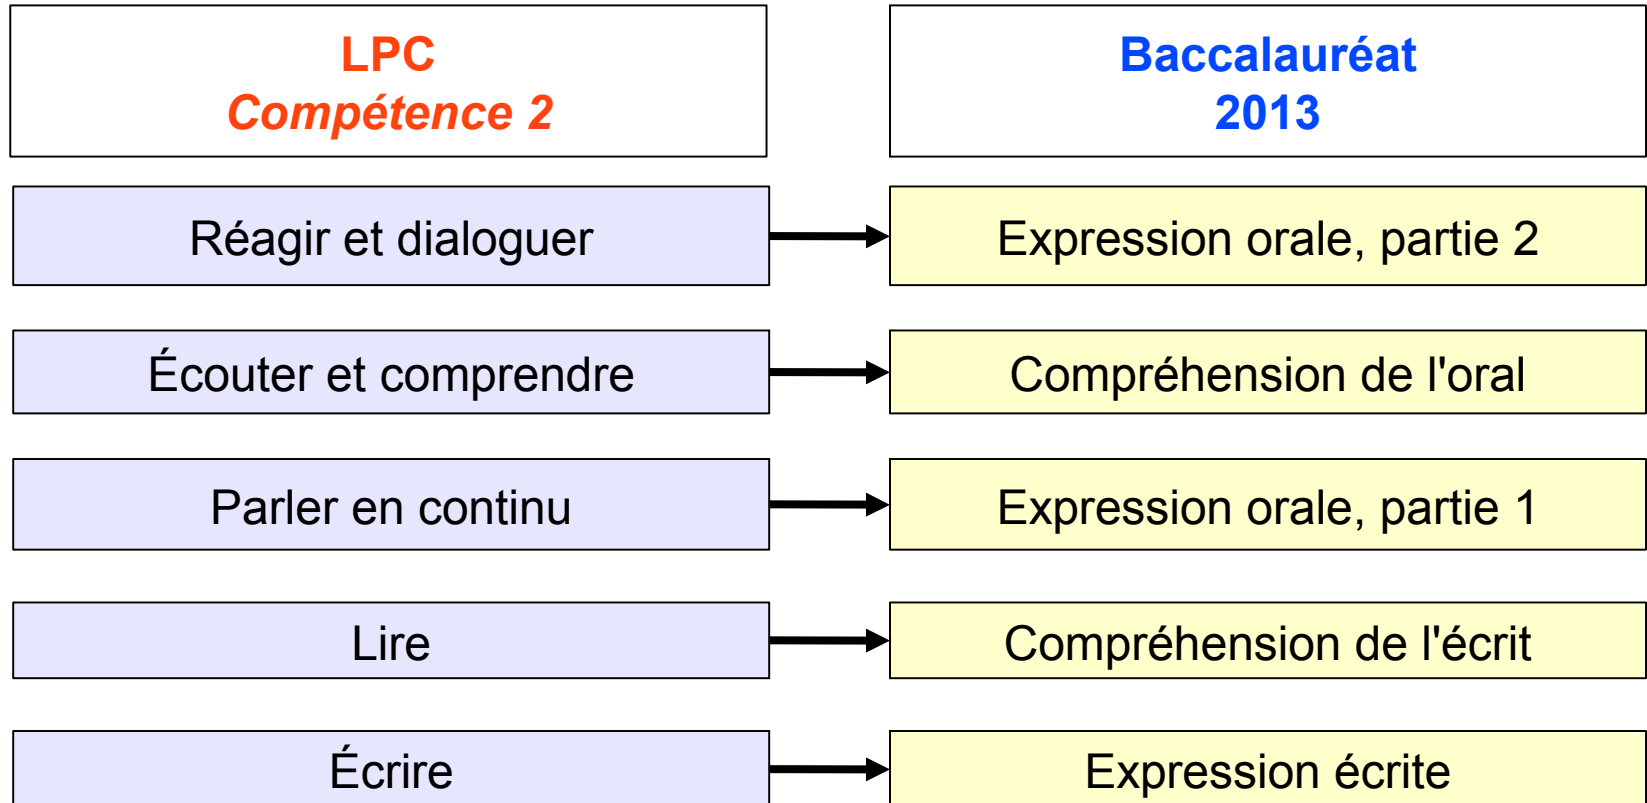 LPC
Compétence 2
Baccalauréat
2013
Réagir et dialoguer
Expression orale, partie 2
Écouter et comprendre
Compréhension de l'oral
Parler en continu
Expression orale, partie 1
Lire
Compréhension de l'écrit
Écrire
Expression écrite